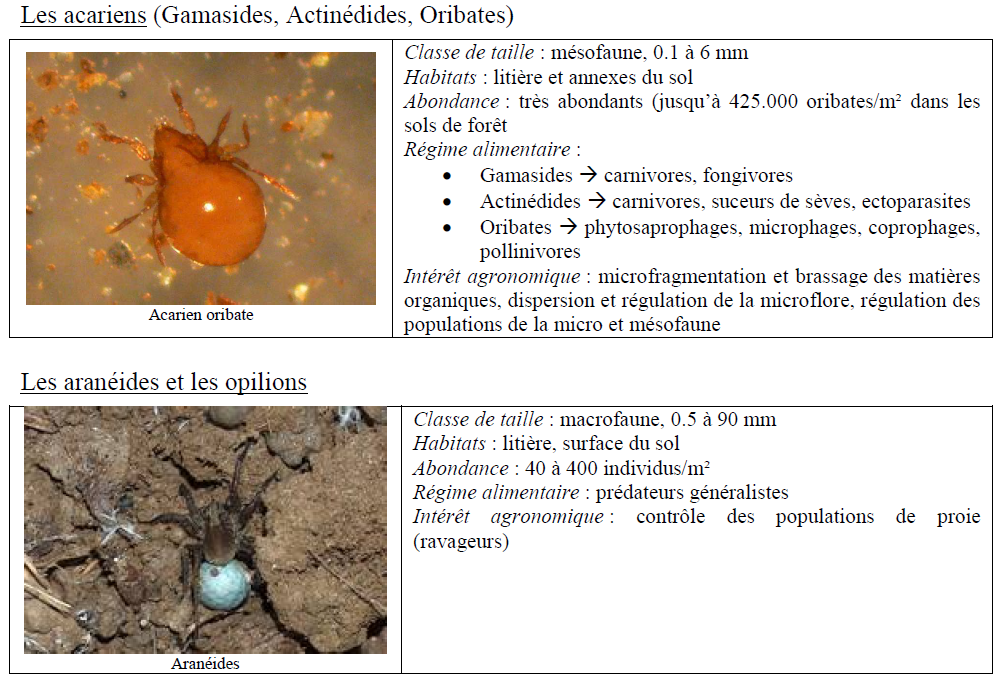 Les acariens (Gamasides, Actinédides, Oribates)
Classe de taille : mésofaune, 0.1 à 6 mm
Habitats : litière et annexes du sol
Abondance : très abondants (jusqu'à 425.000 oribates/m² dans les
sols de forêt
Régime alimentaire :
• Gamasides → carnivores, fongivores
• Actinédides → carnivores, suceurs de sèves, ectoparasites
• Oribates → phytosaprophages, microphages, coprophages,
pollinivores
Intérêt agronomique : microfragmentation et brassage des matières
organiques, dispersion et régulation de la microflore, régulation des
populations de la micro et mésofaune
Acarien oribate
Les aranéides et les opilions
Classe de taille : macrofaune, 0.5 à 90 mm
Habitats : litière, surface du sol
Abondance : 40 à 400 individus/m²
Régime alimentaire : prédateurs généralistes
Intérêt agronomique : contrôle des populations de proie
(ravageurs)
Aranéides